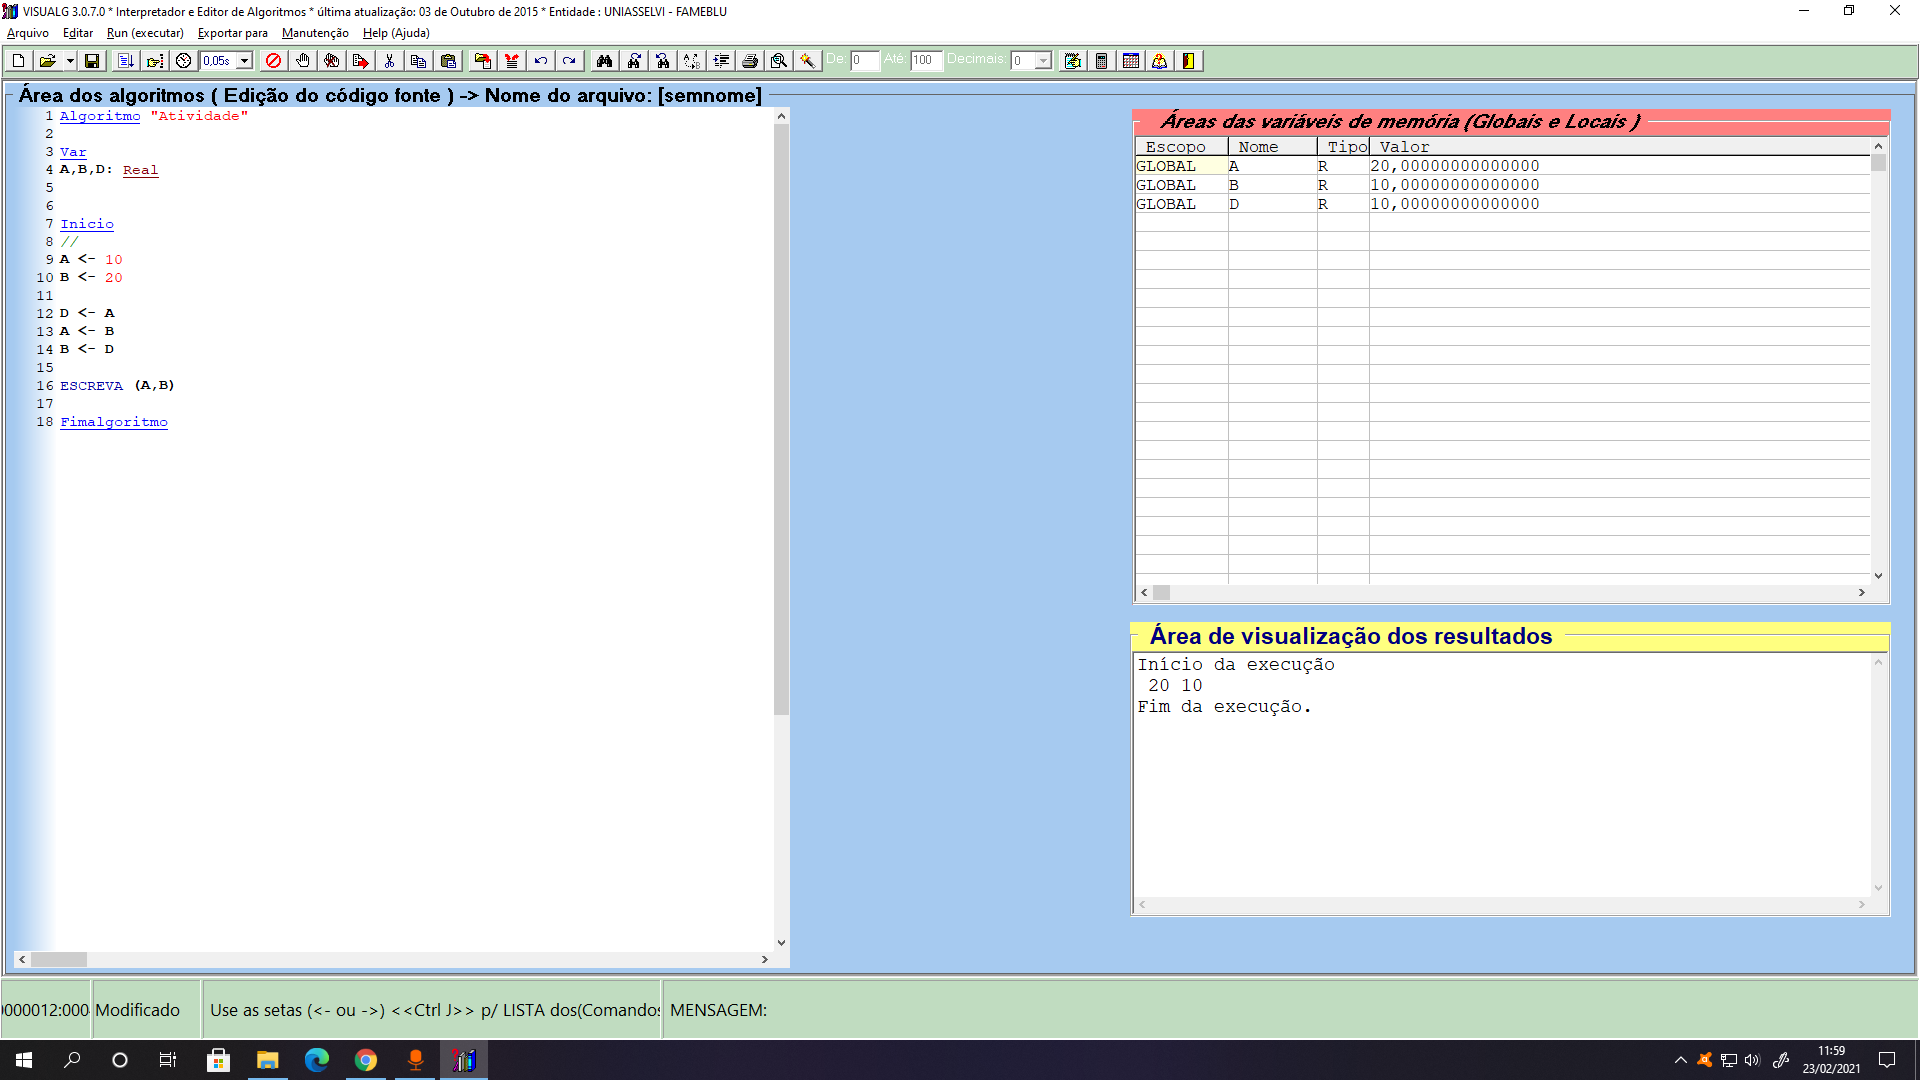 VISUALG 3.0.7.0 * Interpretador e Editor de Algoritmos * última atualização: 03 de Outubro de 2015 * Entidade : UNIASSELVI - FAMEBLU
Arquivo Editar Run (executar) Exportar para Manutenção Help (Ajuda)
0,05s De: 0 Até: 100 Decimais: 0
Área dos algoritmos ( Edição do código fonte ) -> Nome do arquivo: [semnome]
1 Algoritmo "Atividade"
2
3 Var
4 A,B,D: Real
5
6
7 Inicio
8 //
9 A <- 10
10 B <- 20
11
12 D <- A
13 A <- B
14 B <- D
15
16 ESCREVA (A,B)
17
18 Fimalgoritmo
Áreas das variáveis de memória (Globais e Locais )
Escopo Nome Tipo Valor
GLOBAL A R 20,00000000000000
GLOBAL B R 10,00000000000000
GLOBAL D R 10,00000000000000
Área de visualização dos resultados
Início da execução
20 10
Fim da execução.
0000012:000 Modificado Use as setas (<- ou ->) <<Ctrl J>> p/ LISTA dos(Comandos MENSAGEM:
11:59
23/02/2021